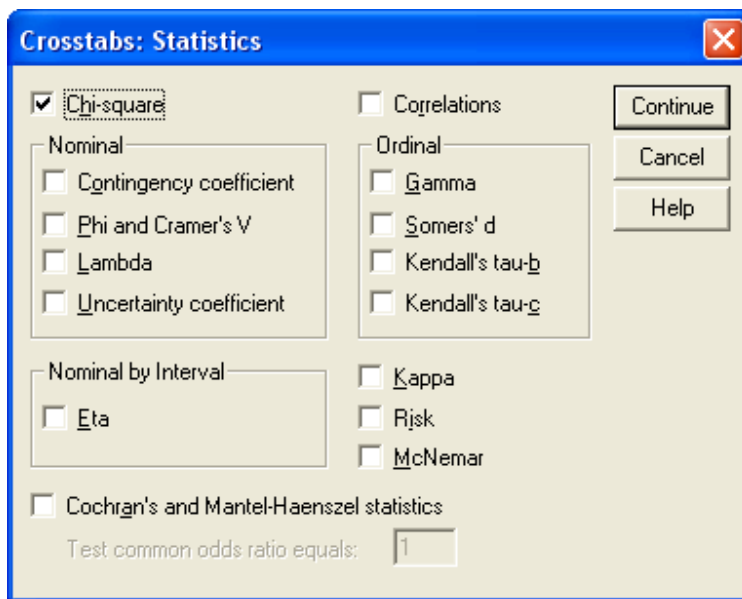 Crosstabs: Statistics
Chi-square
Correlations
Continue
Nominal
Ordinal
Cancel
Contingency coefficient
Gamma
Help
Phi and Cramer's V
Somers' d
Lambda
Kendall's tau-b
Uncertainty coefficient
Kendall's tau-c
Nominal by Interval
Kappa
Eta
Risk
McNemar
Cochran's and Mantel-Haenszel statistics
Test common odds ratio equals: 1